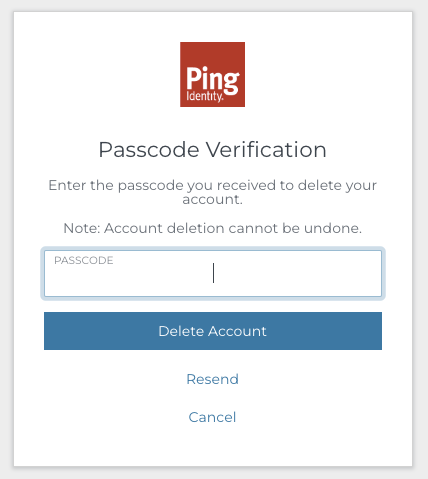 Ping
Identity.
Passcode Verification
Enter the passcode you received to delete your
account.
Note: Account deletion cannot be undone.
PASSCODE
Delete Account
Resend
Cancel